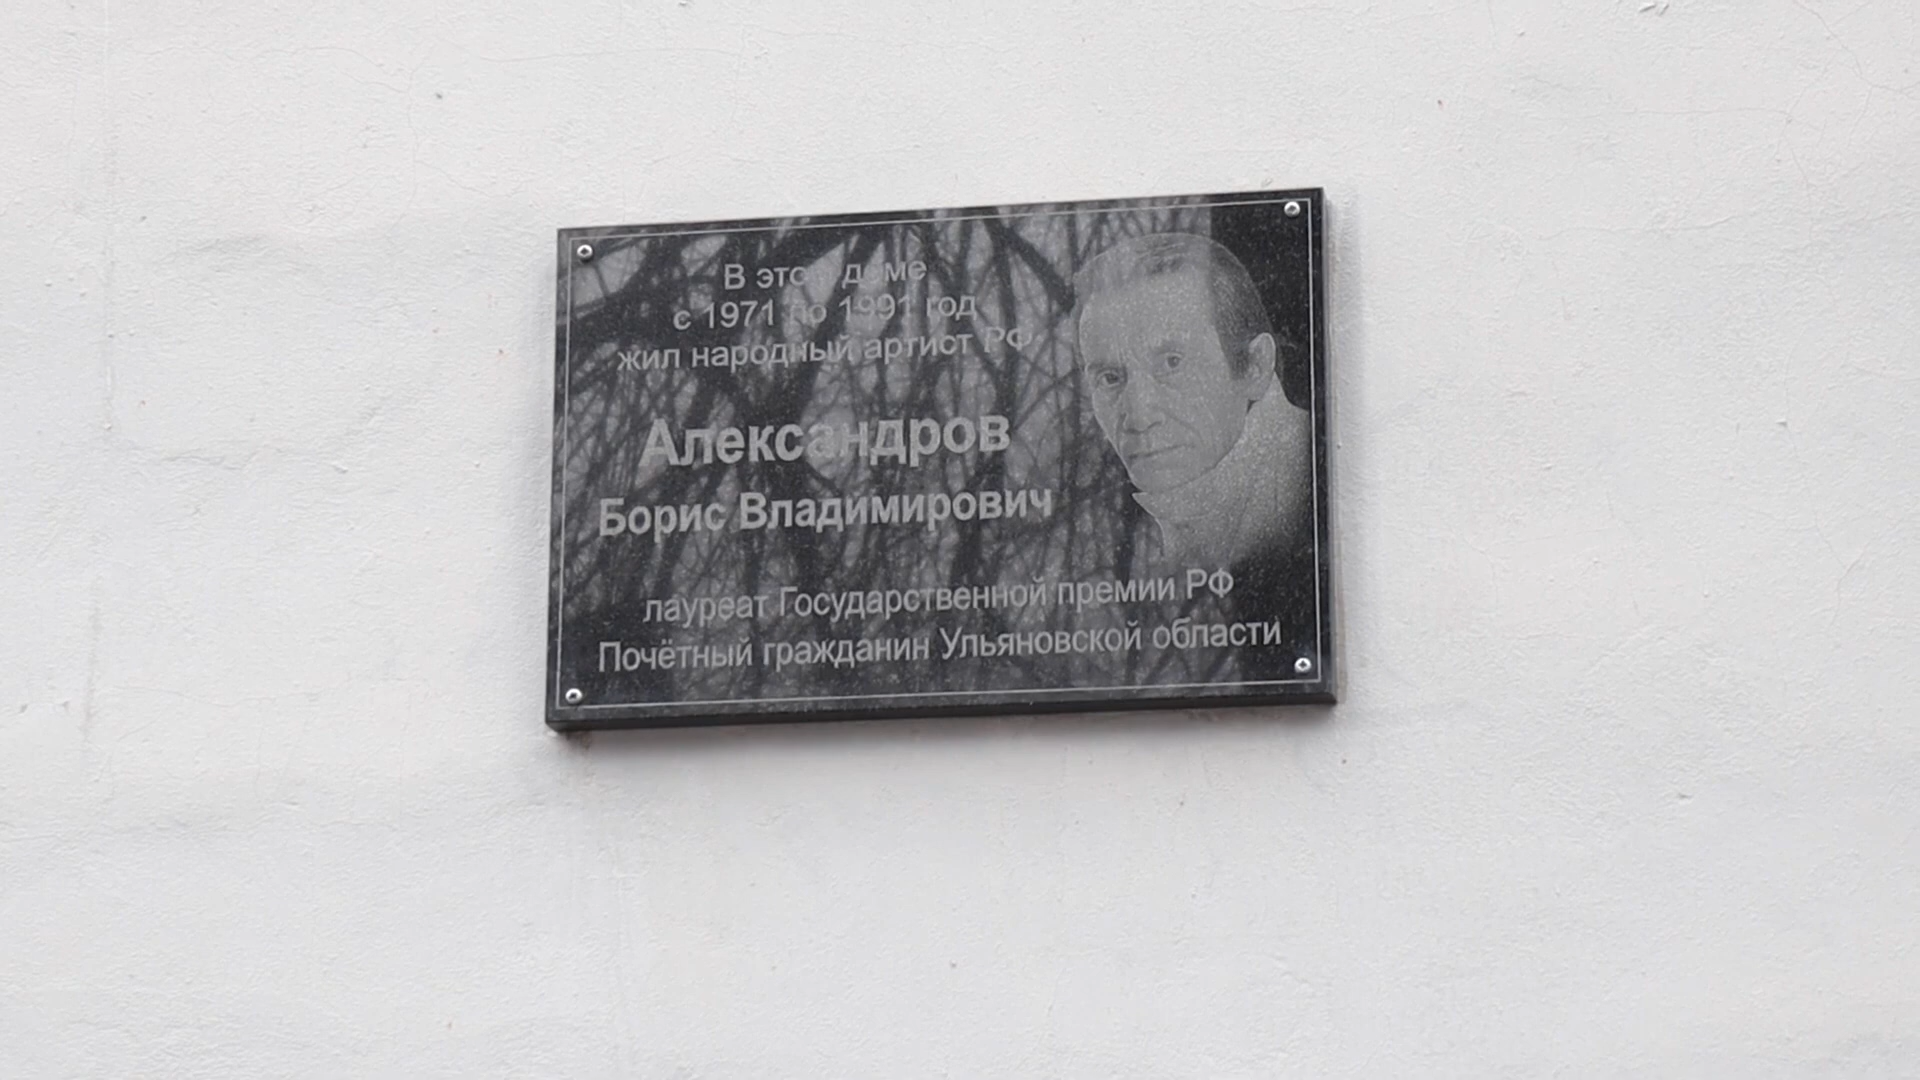 В этом доме
с 1971 по 1991 год
жил народный артист РФ
Александров
Борис Владимирович
лауреат Государственной премии РФ
Почётный гражданин Ульяновской области